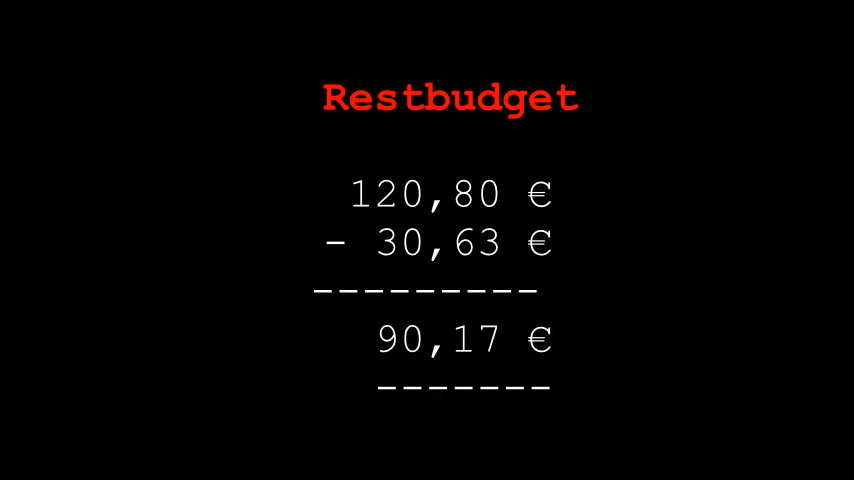 Restbudget
120,80 €
- 30,63 €
---------
90,17 €
-------